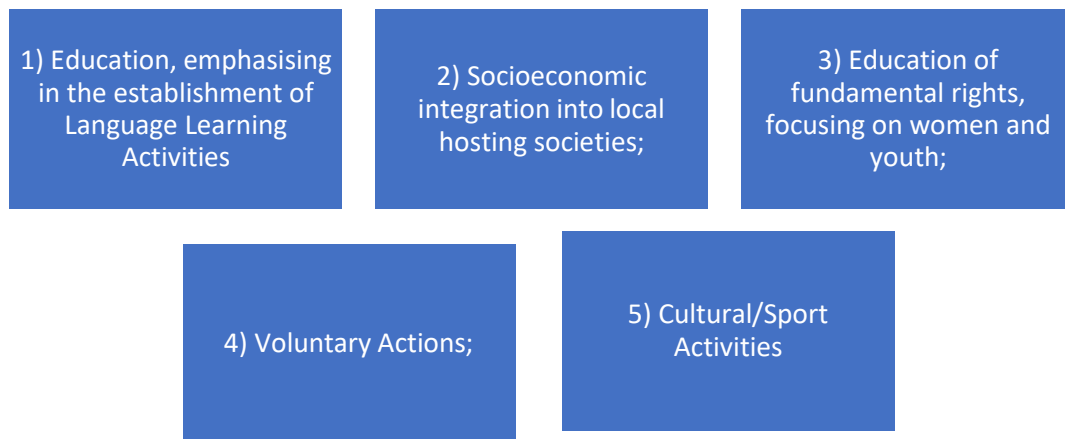 1) Education, emphasising
in the establishment of
Language Learning
Activities
2) Socioeconomic
integration into local
hosting societies;
3) Education of
fundamental rights,
focusing on women and
youth;
4) Voluntary Actions;
5) Cultural/Sport
Activities